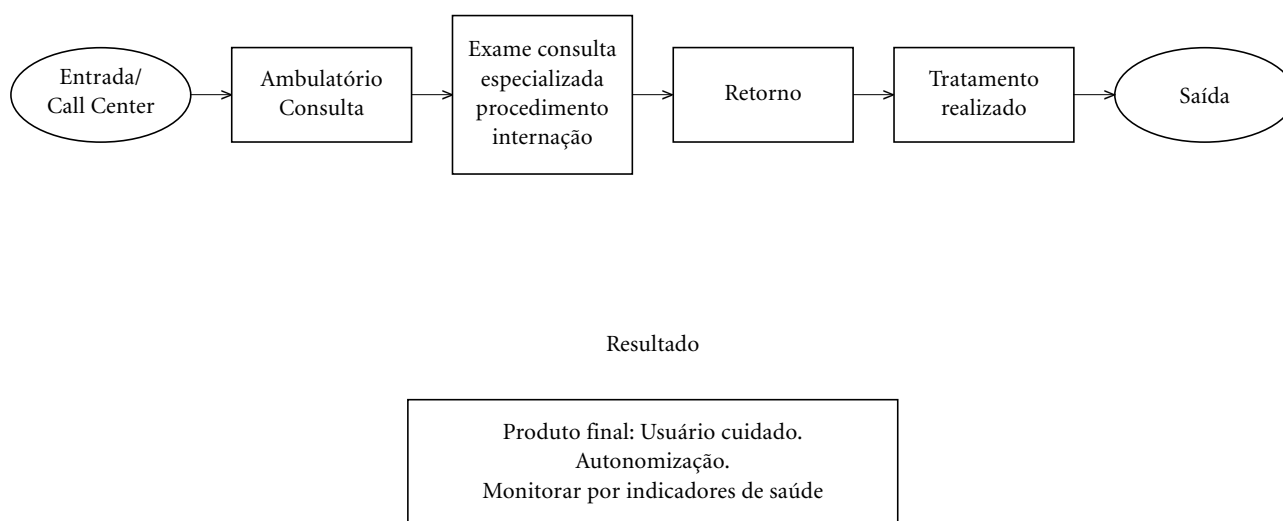 Entrada/
Call Center
Ambulatório
Consulta
Exame consulta
especializada
procedimento
internação
Retorno
Tratamento
realizado
Saída
Resultado
Produto final: Usuário cuidado.
Autonomização.
Monitorar por indicadores de saúde